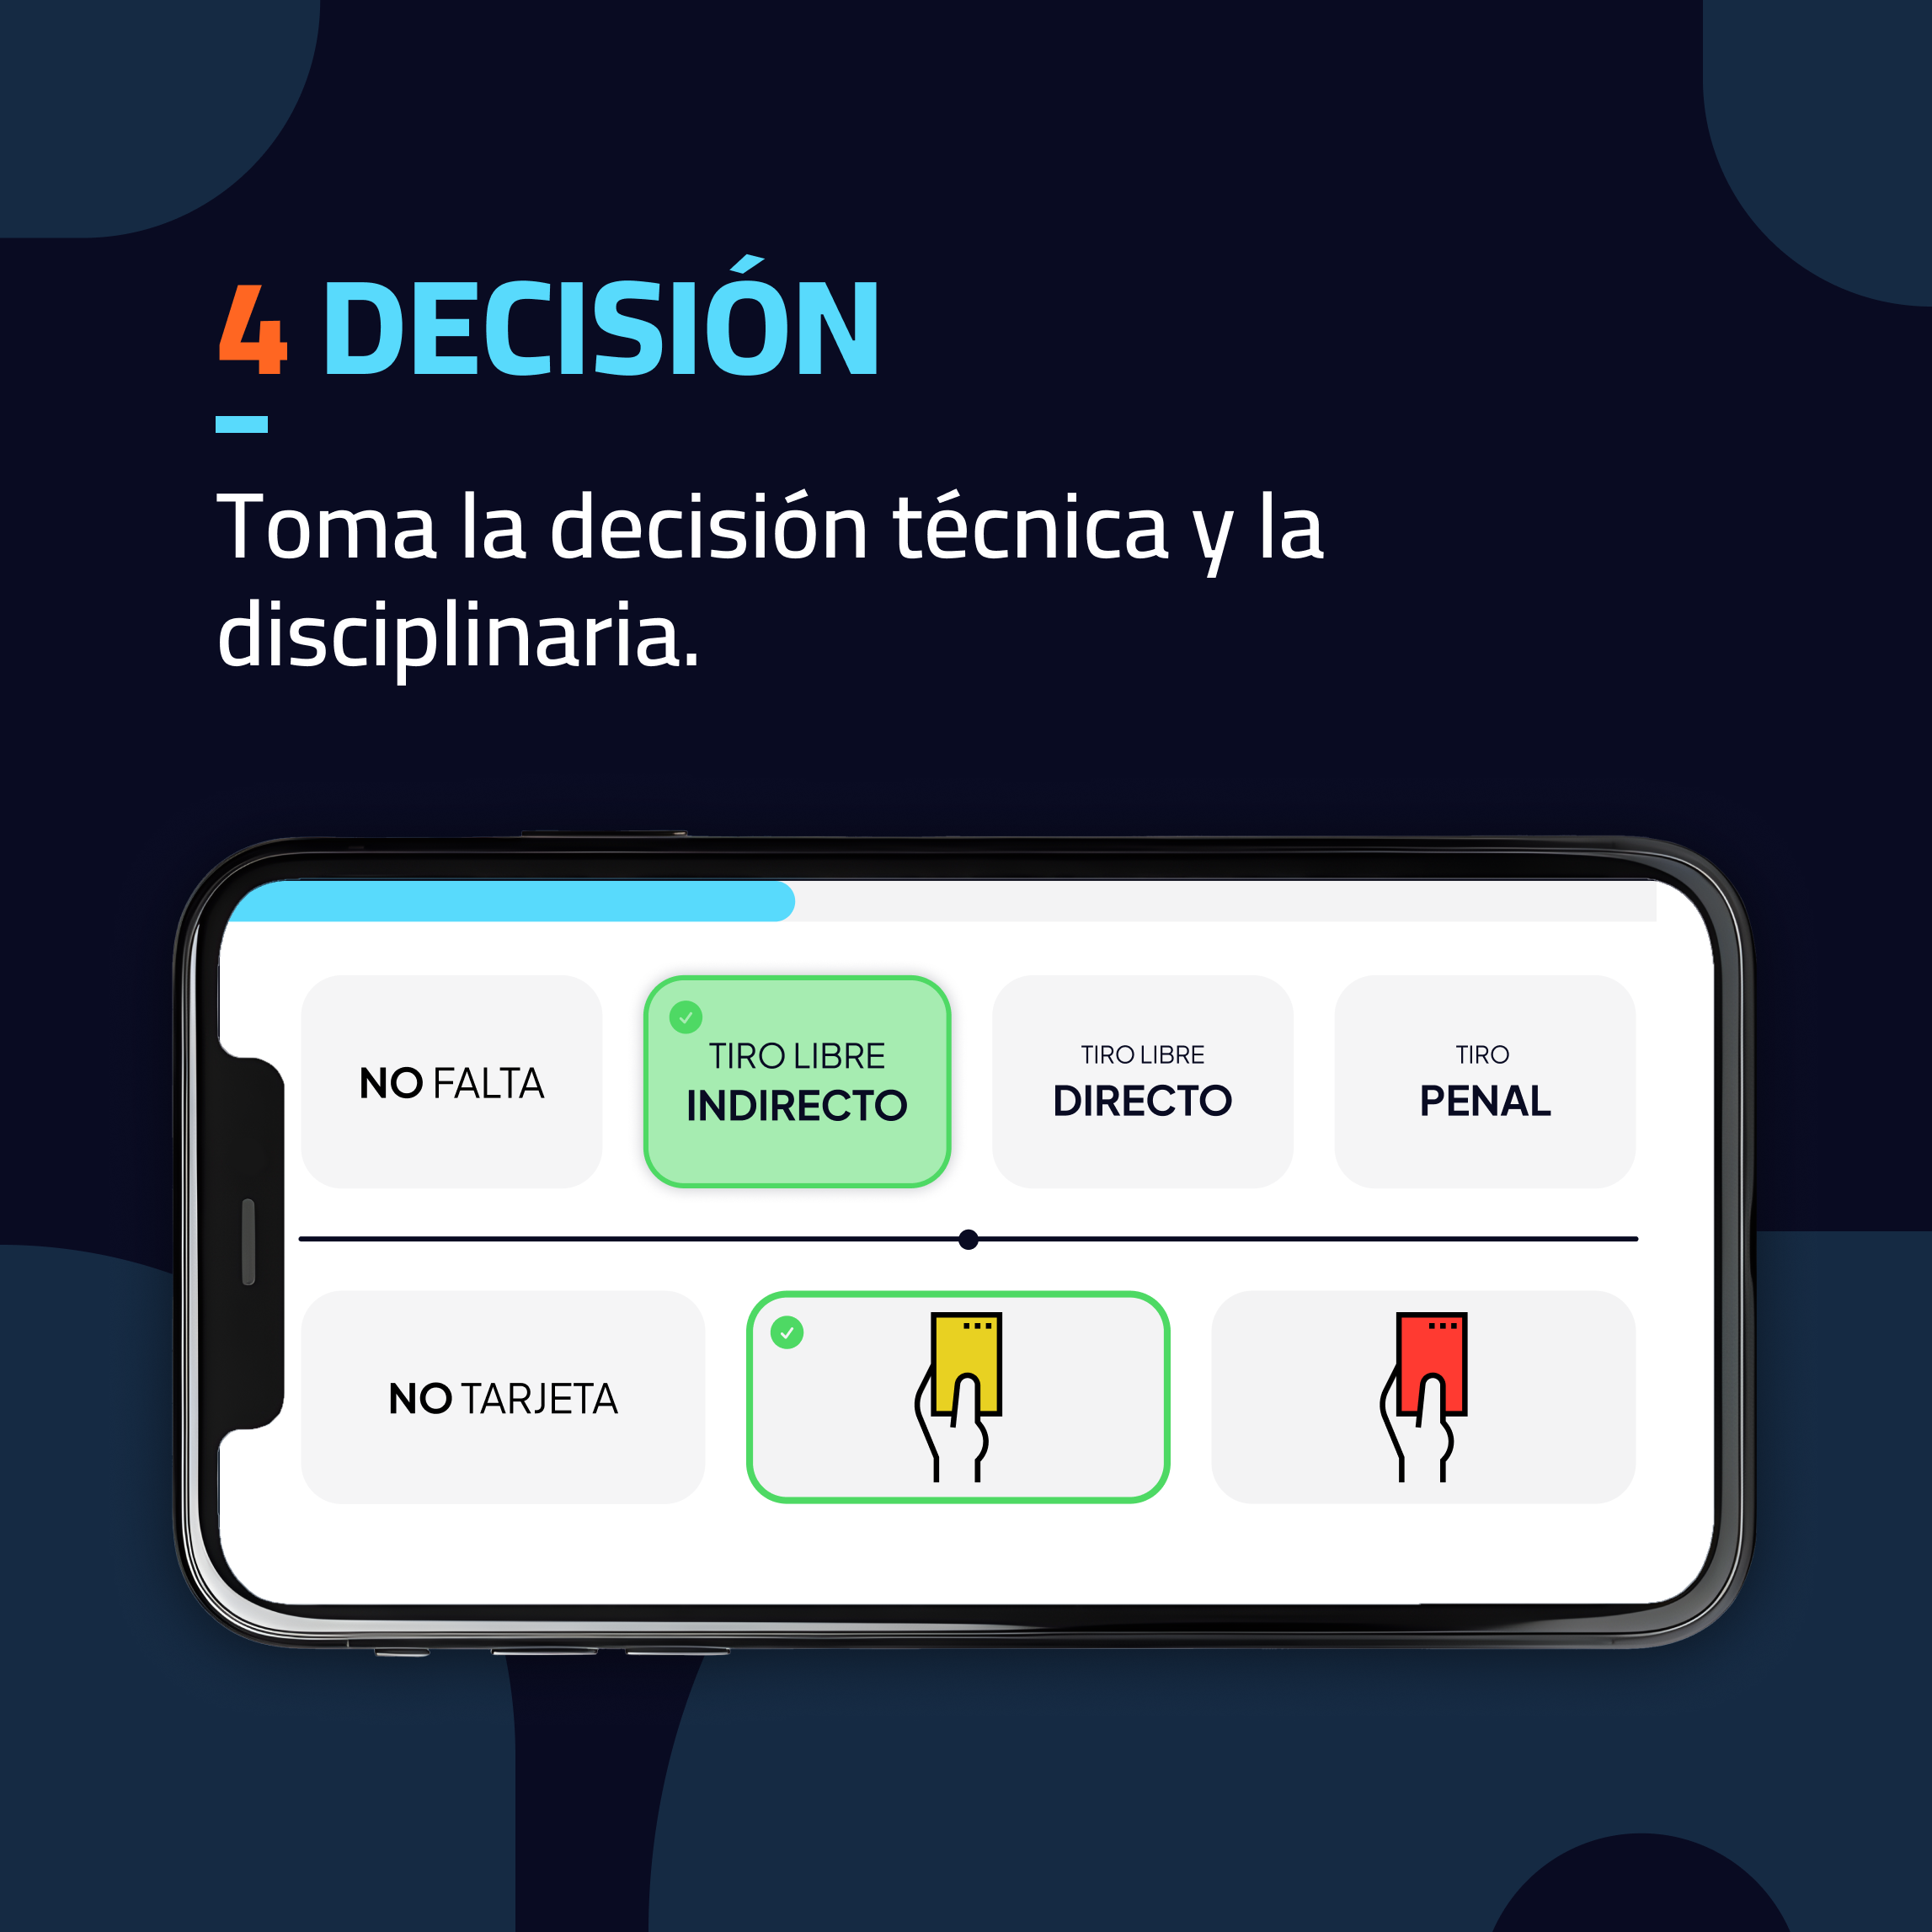 4 DECISIÓN
Toma la decisión técnica y la
disciplinaria.
NO FALTA
TIRO LIBRE
INDIRECTO
TIRO LIBRE
DIRECTO
TIRO
PENAL
NO TARJETA